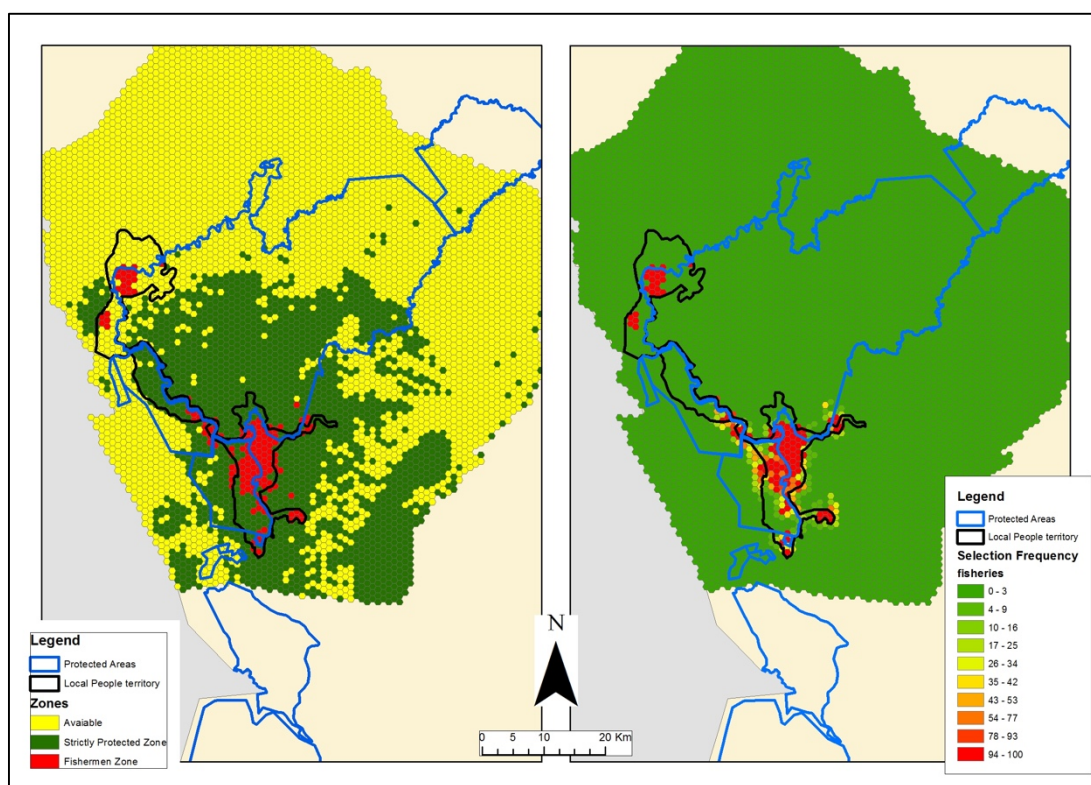 Legend
Protected Areas
Local People territory
Zones
Avaiable
Strictly Protected Zone
Fishermen Zone
N
0 5 10 20 Km
Legend
Protected Areas
Local People territory
Selection Frequency
fisheries
0 - 3
4 - 9
10 - 16
17 - 25
26 - 34
35 - 42
43 - 53
54 - 77
78 - 93
94 - 100